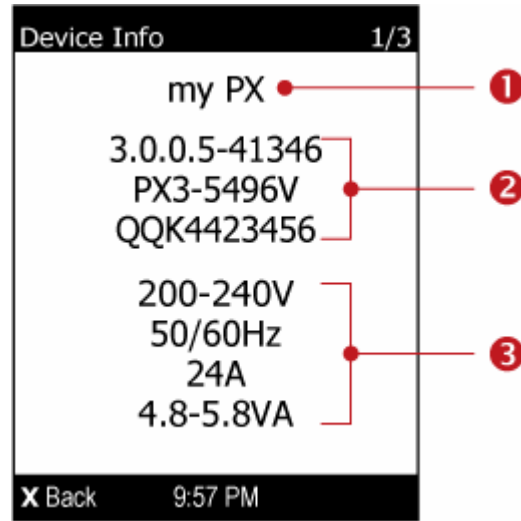 Device Info 1/3
my PX
1
3.0.0.5-41346
PX3-5496V
QQK4423456
2
200-240V
50/60Hz
24A
4.8-5.8VA
3
X Back 9:57 PM